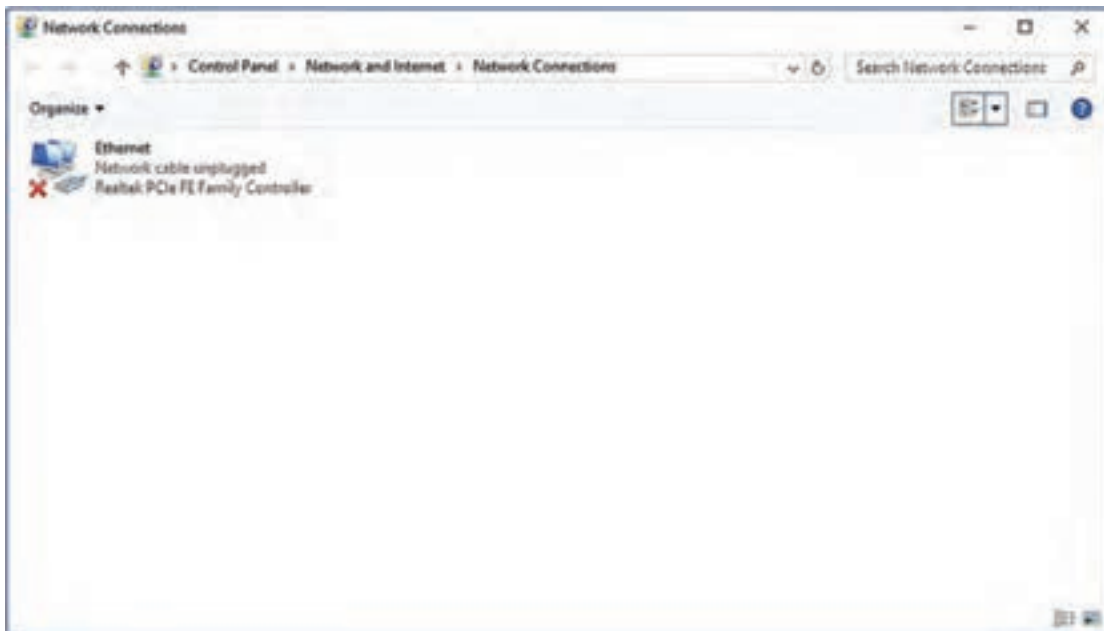 Network Connections
Control Panel › Network and Internet › Network Connections
Search Network Connections
Organize
Ethernet
Network cable unplugged
Realtek PCIe FE Family Controller